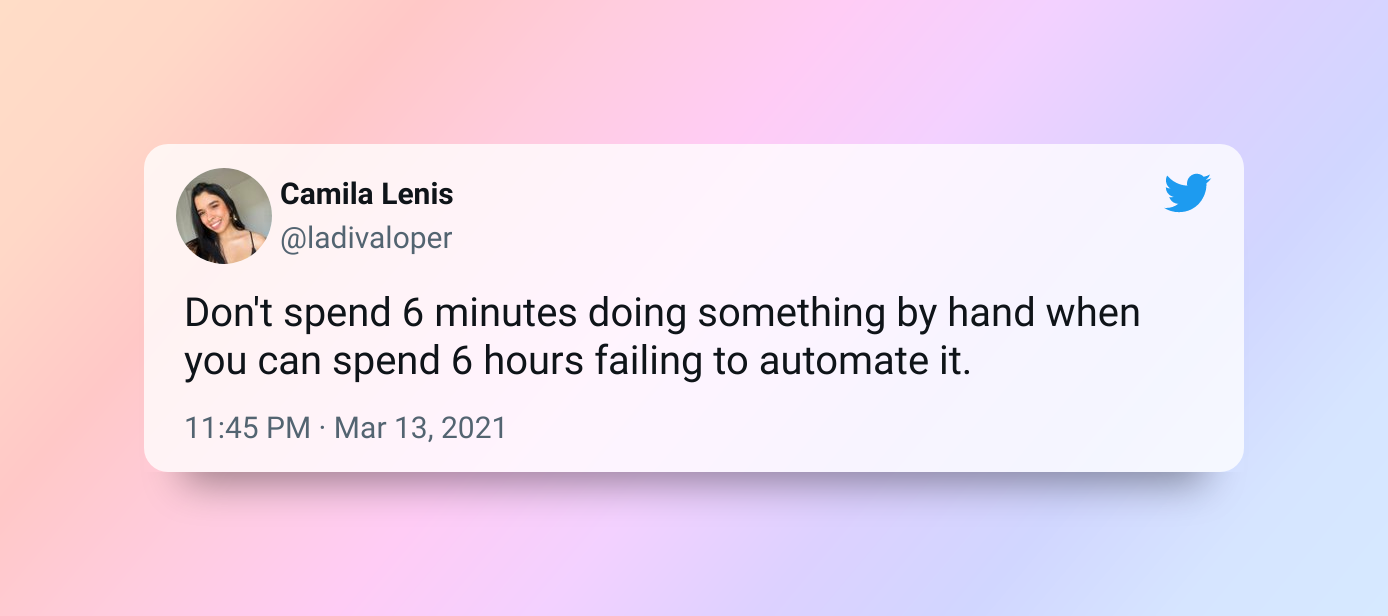 Camila Lenis
@ladivaloper
Don't spend 6 minutes doing something by hand when
you can spend 6 hours failing to automate it.
11:45 PM · Mar 13, 2021